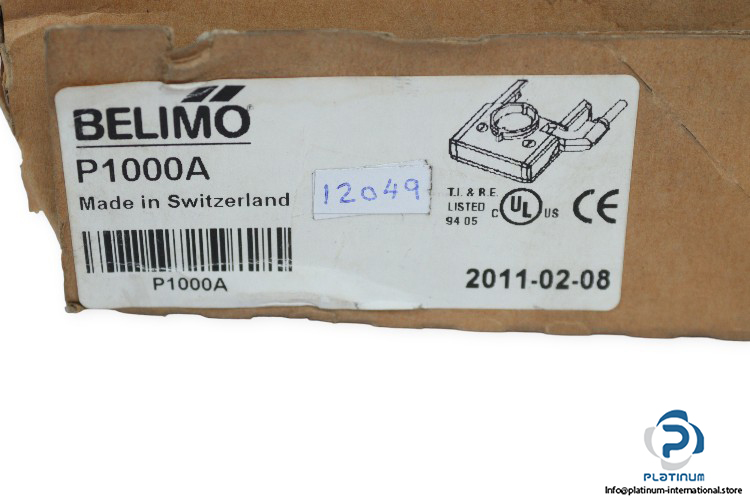 BELIMO
P1000A
Made in Switzerland
12049
T.I. & R.E.
LISTED
94 05
C UL US CE
P1000A
2011-02-08
PLATINUM
Info@platinum-international.store